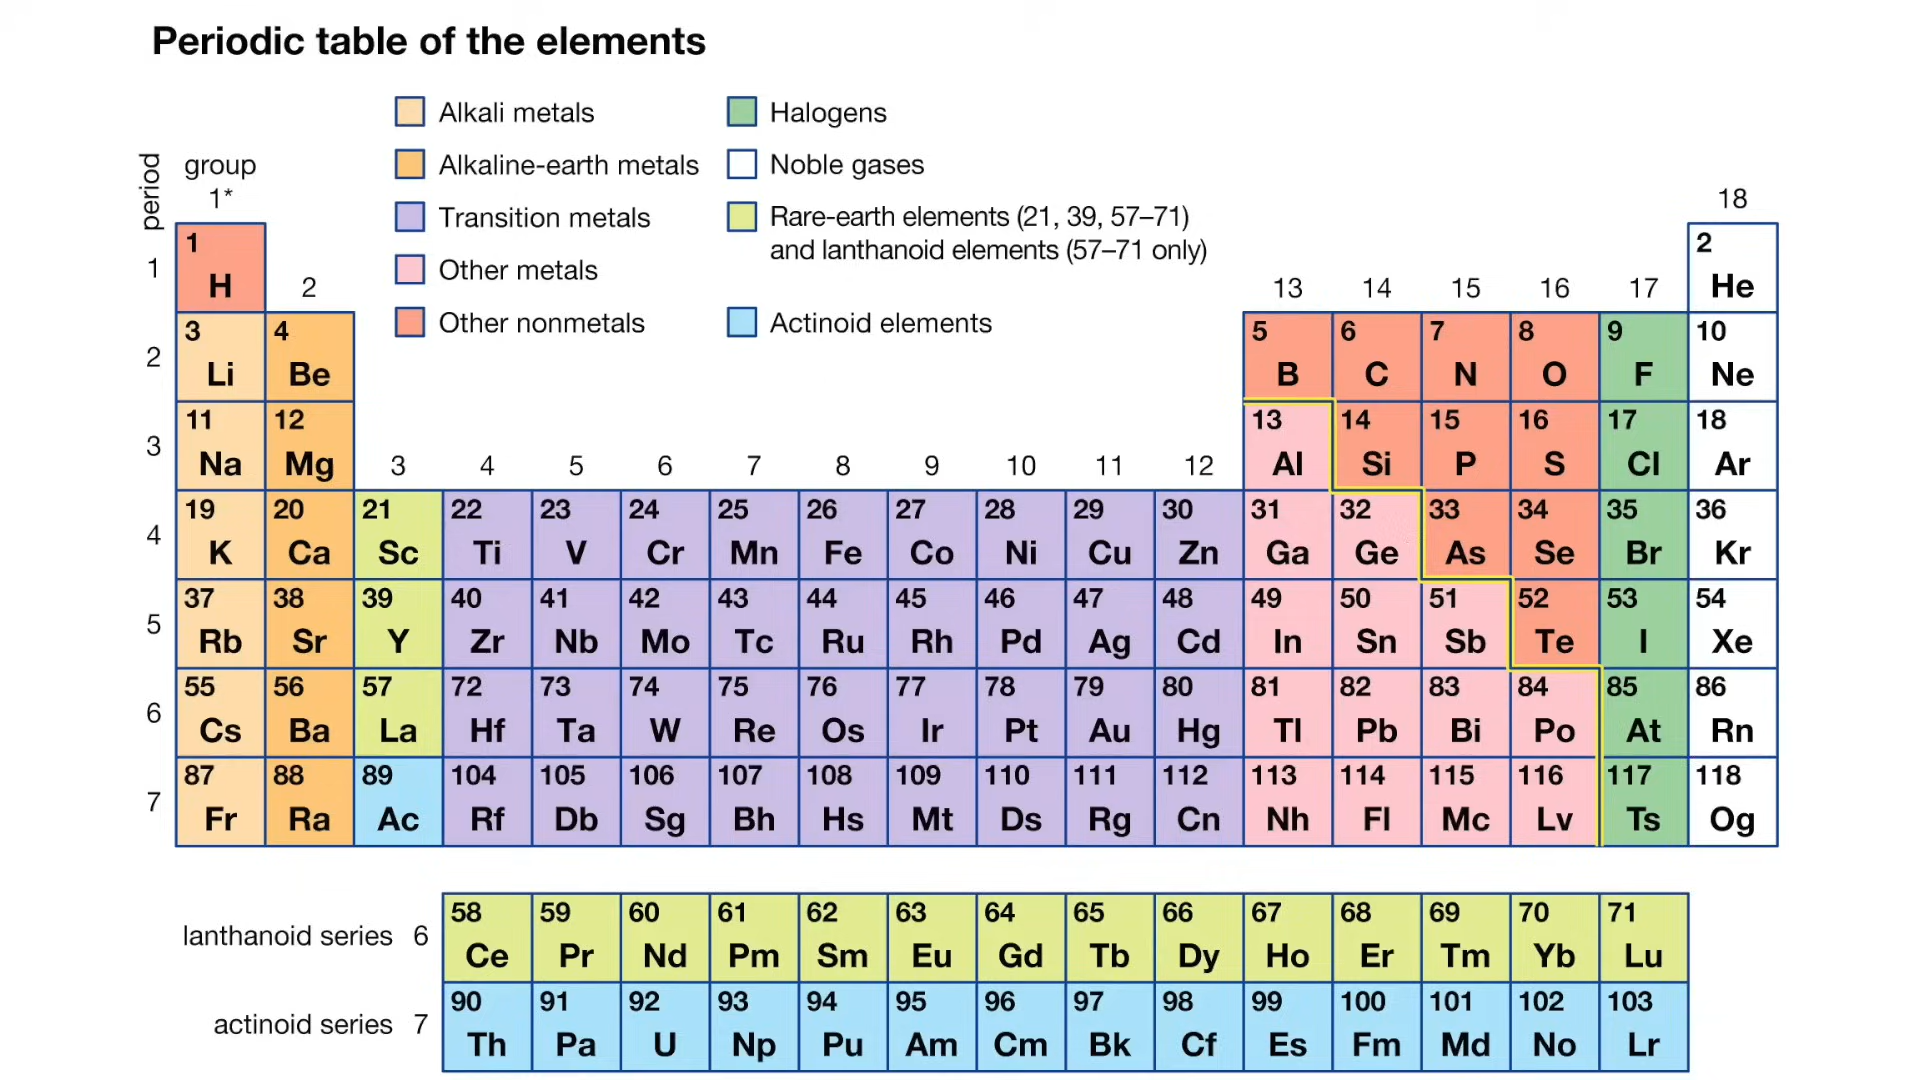 Periodic table of the elements
Alkali metals
Halogens
Alkaline-earth metals
Noble gases
Transition metals
Rare-earth elements (21, 39, 57–71)
and lanthanoid elements (57–71 only)
Other metals
Other nonmetals
Actinoid elements
period
group
1* 18
1 2
1 H He
2 13 14 15 16 17
3 4 5 6 7 8 9 10
2 Li Be B C N O F Ne
11 12 13 14 15 16 17 18
3 Na Mg Al Si P S Cl Ar
3 4 5 6 7 8 9 10 11 12
19 20 21 22 23 24 25 26 27 28 29 30 31 32 33 34 35 36
4 K Ca Sc Ti V Cr Mn Fe Co Ni Cu Zn Ga Ge As Se Br Kr
37 38 39 40 41 42 43 44 45 46 47 48 49 50 51 52 53 54
5 Rb Sr Y Zr Nb Mo Tc Ru Rh Pd Ag Cd In Sn Sb Te I Xe
55 56 57 72 73 74 75 76 77 78 79 80 81 82 83 84 85 86
6 Cs Ba La Hf Ta W Re Os Ir Pt Au Hg Tl Pb Bi Po At Rn
87 88 89 104 105 106 107 108 109 110 111 112 113 114 115 116 117 118
7 Fr Ra Ac Rf Db Sg Bh Hs Mt Ds Rg Cn Nh Fl Mc Lv Ts Og
58 59 60 61 62 63 64 65 66 67 68 69 70 71
lanthanoid series 6 Ce Pr Nd Pm Sm Eu Gd Tb Dy Ho Er Tm Yb Lu
90 91 92 93 94 95 96 97 98 99 100 101 102 103
actinoid series 7 Th Pa U Np Pu Am Cm Bk Cf Es Fm Md No Lr